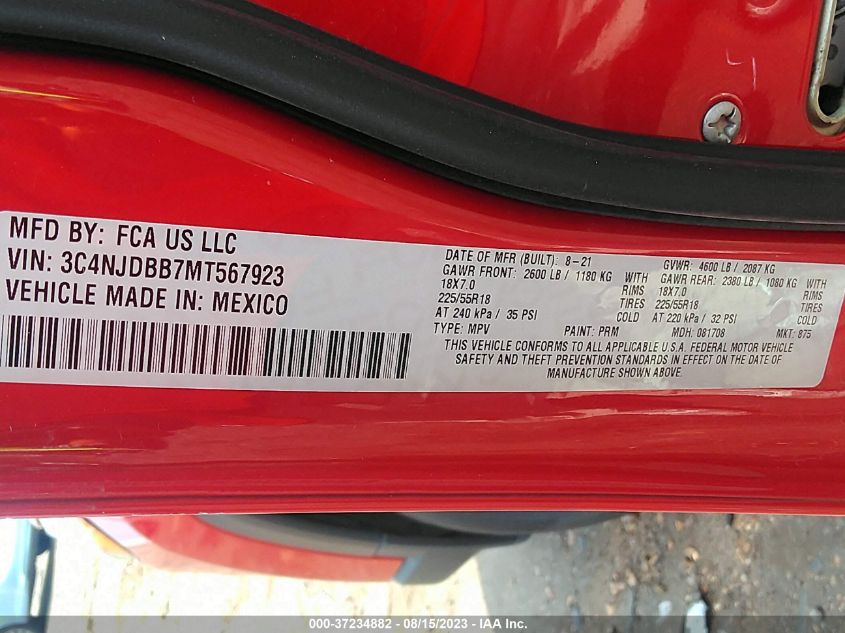 MFD BY: FCA US LLC
VIN: 3C4NJDBB7MT567923
VEHICLE MADE IN: MEXICO
DATE OF MFR (BUILT): 8-21 GVWR: 4600 LB / 2087 KG
GAWR FRONT: 2600 LB / 1180 KG WITH GAWR REAR: 2380 LB / 1080 KG WITH
18X7.0 RIMS 18X7.0 RIMS
225/55R18 TIRES 225/55R18 TIRES
AT 240 kPa / 35 PSI COLD AT 220 kPa / 32 PSI COLD
TYPE: MPV PAINT: PRM MDH: 081708 MKT: 875
THIS VEHICLE CONFORMS TO ALL APPLICABLE U.S.A. FEDERAL MOTOR VEHICLE
SAFETY AND THEFT PREVENTION STANDARDS IN EFFECT ON THE DATE OF
MANUFACTURE SHOWN ABOVE.
000-37234882 - 08/15/2023 - IAA Inc.